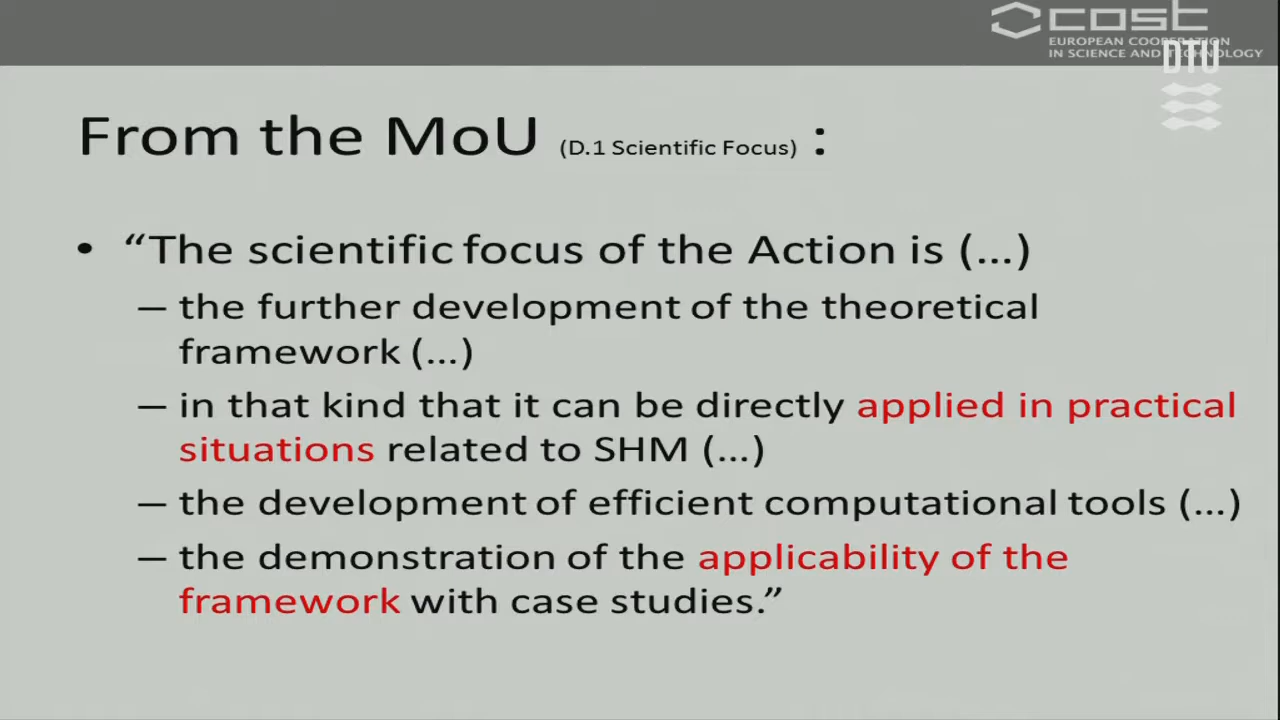 cost
EUROPEAN COOPERATION
IN SCIENCE AND TECHNOLOGY
DTU
From the MoU (D.1 Scientific Focus) :
• “The scientific focus of the Action is (...)
– the further development of the theoretical
framework (...)
– in that kind that it can be directly applied in practical
situations related to SHM (...)
– the development of efficient computational tools (...)
– the demonstration of the applicability of the
framework with case studies.”